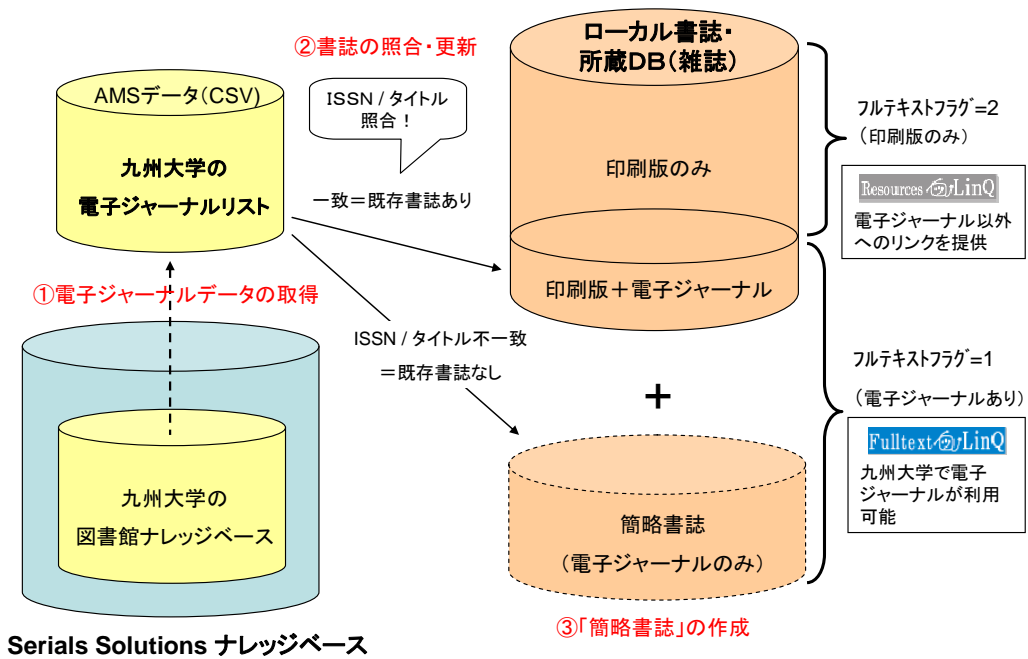 ②書誌の照合・更新
ローカル書誌・
所蔵DB(雑誌)
AMSデータ(CSV)
九州大学の
電子ジャーナルリスト
ISSN / タイトル
照合！
一致＝既存書誌あり
印刷版のみ
印刷版＋電子ジャーナル
フルテキストフラグ=2
（印刷版のみ）
Resources LinQ
電子ジャーナル以外
へのリンクを提供
①電子ジャーナルデータの取得
ISSN / タイトル不一致
＝既存書誌なし
+
フルテキストフラグ=1
（電子ジャーナルあり）
Fulltext LinQ
九州大学で電子
ジャーナルが利用
可能
九州大学の
図書館ナレッジベース
簡略書誌
（電子ジャーナルのみ）
③「簡略書誌」の作成
Serials Solutions ナレッジベース